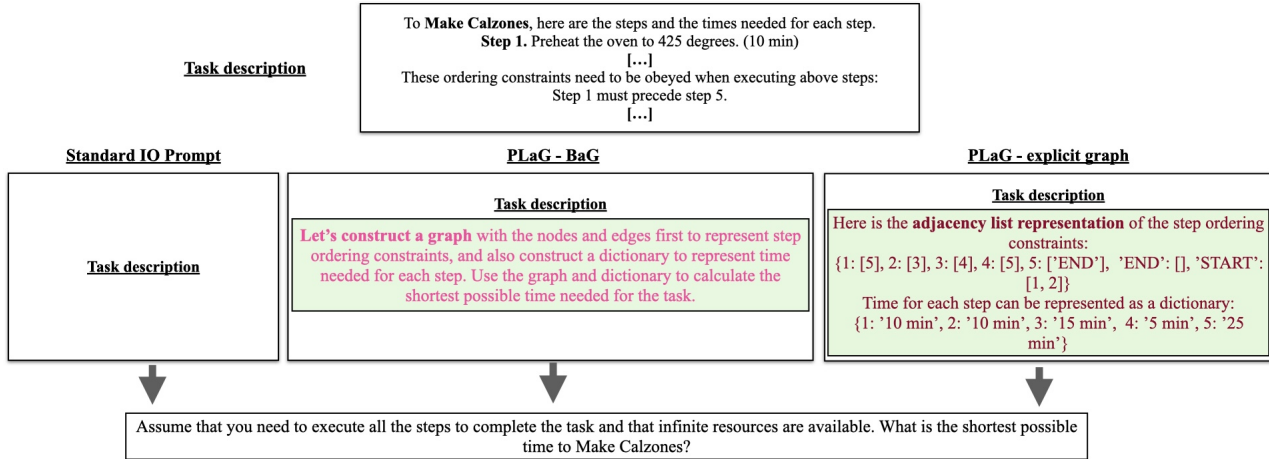 To Make Calzones, here are the steps and the times needed for each step.
Step 1. Preheat the oven to 425 degrees. (10 min)
[...]
These ordering constraints need to be obeyed when executing above steps:
Step 1 must precede step 5.
[...]
Task description
Standard IO Prompt
Task description
PLaG - BaG
Task description
Let’s construct a graph with the nodes and edges first to represent step
ordering constraints, and also construct a dictionary to represent time
needed for each step. Use the graph and dictionary to calculate the
shortest possible time needed for the task.
PLaG - explicit graph
Task description
Here is the adjacency list representation of the step ordering
constraints:
{1: [5], 2: [3], 3: [4], 4: [5], 5: ['END'], 'END': [], 'START':
[1, 2]}
Time for each step can be represented as a dictionary:
{1: ’10 min’, 2: ’10 min’, 3: ’15 min’, 4: ’5 min’, 5: ’25
min’}
Assume that you need to execute all the steps to complete the task and that infinite resources are available. What is the shortest possible
time to Make Calzones?